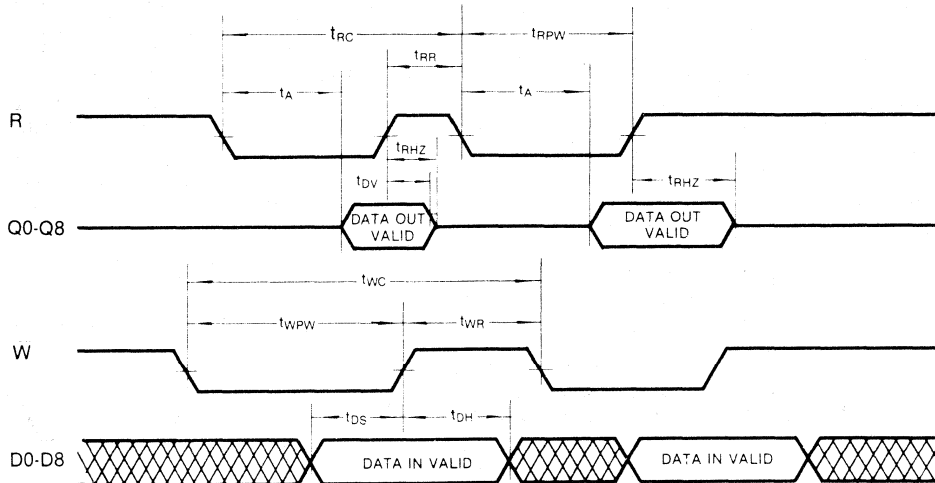 tRC
tRPW
tRR
tA
tA
R
tRHZ
tRHZ
tDV
Q0-Q8
DATA OUT
VALID
DATA OUT
VALID
tWC
tWPW
tWR
W
tDS
tDH
D0-D8
DATA IN VALID
DATA IN VALID